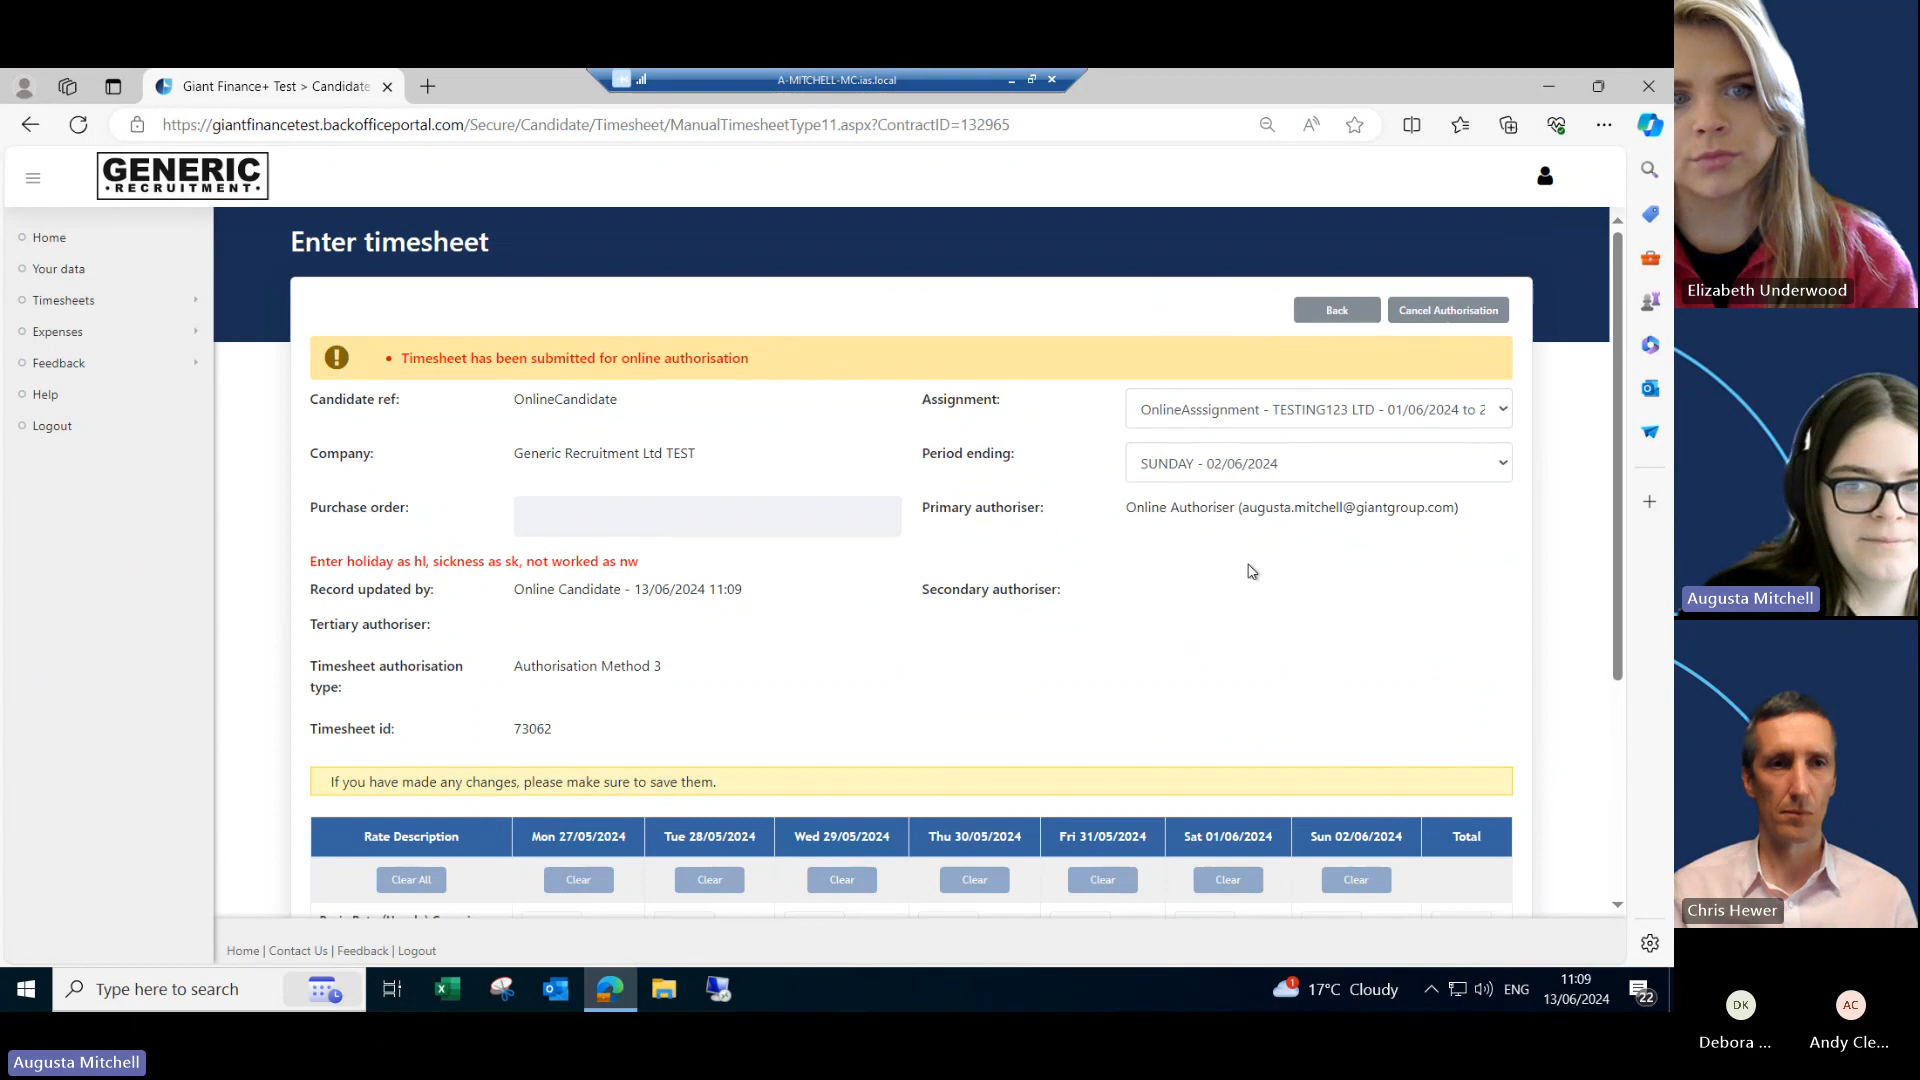 Giant Finance+ Test > Candidate
A-MITCHELL-MC.ias.local
https://giantfinancetest.backofficeportal.com/Secure/Candidate/Timesheet/ManualTimesheetType11.aspx?ContractID=132965
GENERIC
•RECRUITMENT•
Home
Your data
Timesheets
Expenses
Feedback
Help
Logout
Enter timesheet
Back
Cancel Authorisation
Timesheet has been submitted for online authorisation
Candidate ref: OnlineCandidate
Assignment: OnlineAsssignment - TESTING123 LTD - 01/06/2024 to 2
Company: Generic Recruitment Ltd TEST
Period ending: SUNDAY - 02/06/2024
Purchase order:
Primary authoriser: Online Authoriser (augusta.mitchell@giantgroup.com)
Enter holiday as hl, sickness as sk, not worked as nw
Record updated by: Online Candidate - 13/06/2024 11:09
Secondary authoriser:
Tertiary authoriser:
Timesheet authorisation
type:
Authorisation Method 3
Timesheet id: 73062
If you have made any changes, please make sure to save them.
Rate Description Mon 27/05/2024 Tue 28/05/2024 Wed 29/05/2024 Thu 30/05/2024 Fri 31/05/2024 Sat 01/06/2024 Sun 02/06/2024 Total
Clear All Clear Clear Clear Clear Clear Clear Clear
Home | Contact Us | Feedback | Logout
Type here to search
1
17°C Cloudy
ENG
11:09
13/06/2024
22
Elizabeth Underwood
Augusta Mitchell
Chris Hewer
DK
Debora ...
AC
Andy Cle...
Augusta Mitchell